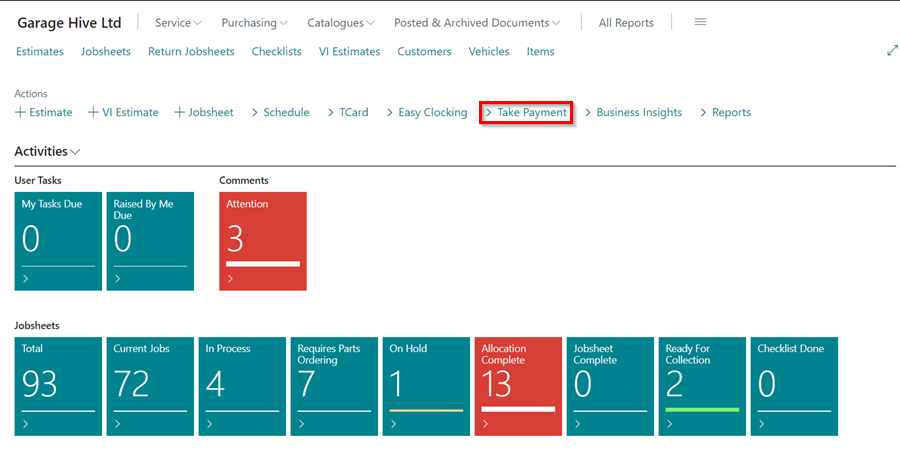 Garage Hive Ltd Service Purchasing Catalogues Posted & Archived Documents All Reports
Estimates Jobsheets Return Jobsheets Checklists VI Estimates Customers Vehicles Items
Actions
+ Estimate + VI Estimate + Jobsheet > Schedule > TCard > Easy Clocking > Take Payment > Business Insights > Reports
Activities
User Tasks Comments
My Tasks Due Raised By Me Attention
Due
0 0 3
Jobsheets
Total Current Jobs In Process Requires Parts On Hold Allocation Jobsheet Ready For Checklist Done
Ordering Complete Complete Collection
93 72 4 7 1 13 0 2 0